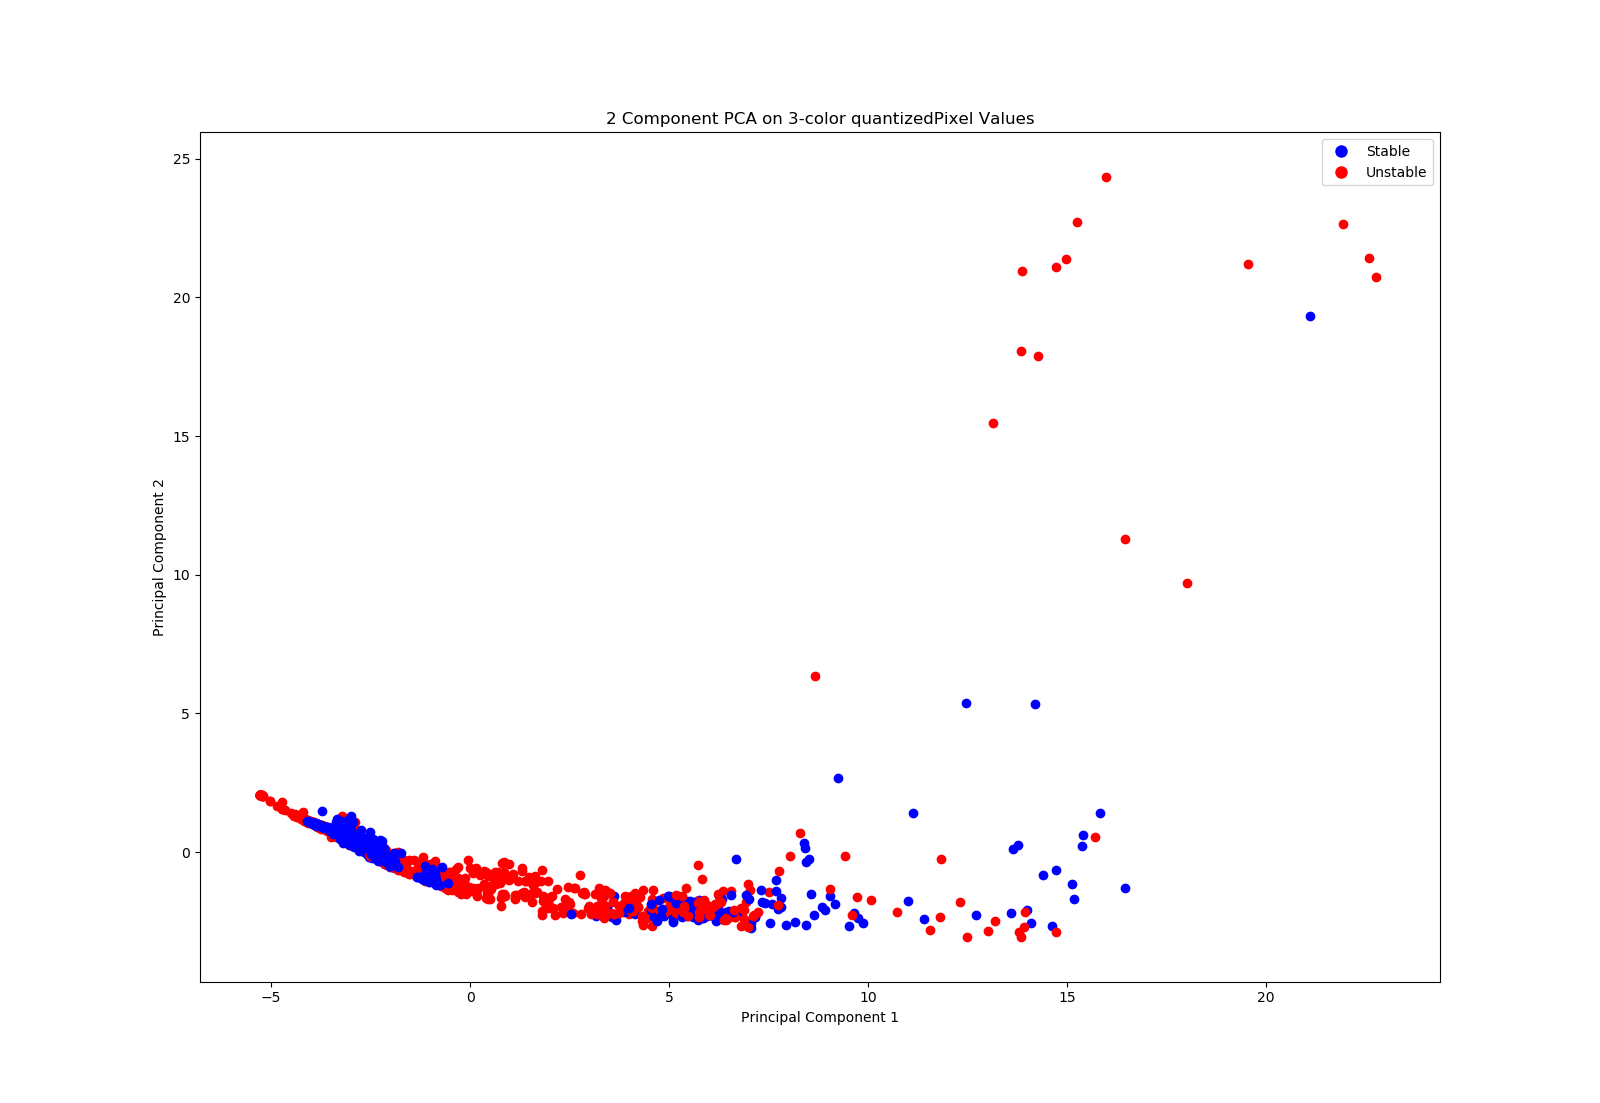 2 Component PCA on 3-color quantizedPixel Values
Stable
Unstable
25
20
15
10
5
0
Principal Component 2
−5
0
5
10
15
20
Principal Component 1